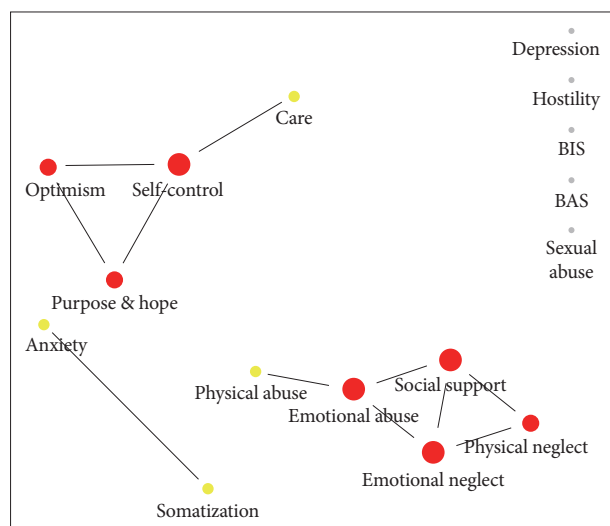 Depression
Hostility
Care
BIS
Optimism
Self-control
BAS
Sexual
abuse
Purpose & hope
Anxiety
Social support
Physical abuse
Emotional abuse
Physical neglect
Emotional neglect
Somatization